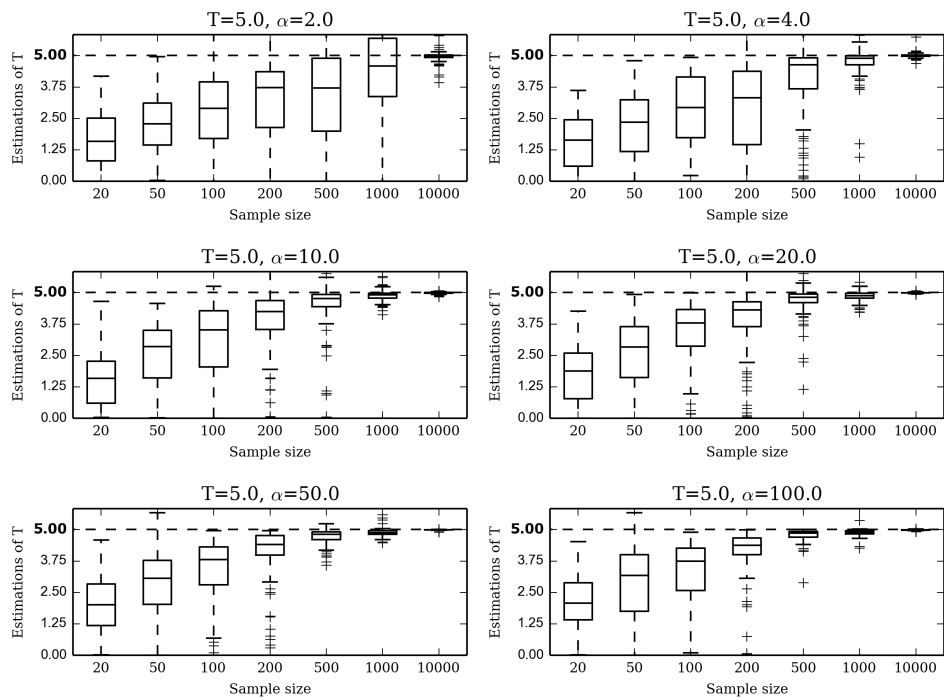 T=5.0, α=2.0
Estimations of T
5.00
3.75
2.50
1.25
0.00
20 50 100 200 500 1000 10000
Sample size
T=5.0, α=4.0
Estimations of T
5.00
3.75
2.50
1.25
0.00
20 50 100 200 500 1000 10000
Sample size
T=5.0, α=10.0
Estimations of T
5.00
3.75
2.50
1.25
0.00
20 50 100 200 500 1000 10000
Sample size
T=5.0, α=20.0
Estimations of T
5.00
3.75
2.50
1.25
0.00
20 50 100 200 500 1000 10000
Sample size
T=5.0, α=50.0
Estimations of T
5.00
3.75
2.50
1.25
0.00
20 50 100 200 500 1000 10000
Sample size
T=5.0, α=100.0
Estimations of T
5.00
3.75
2.50
1.25
0.00
20 50 100 200 500 1000 10000
Sample size